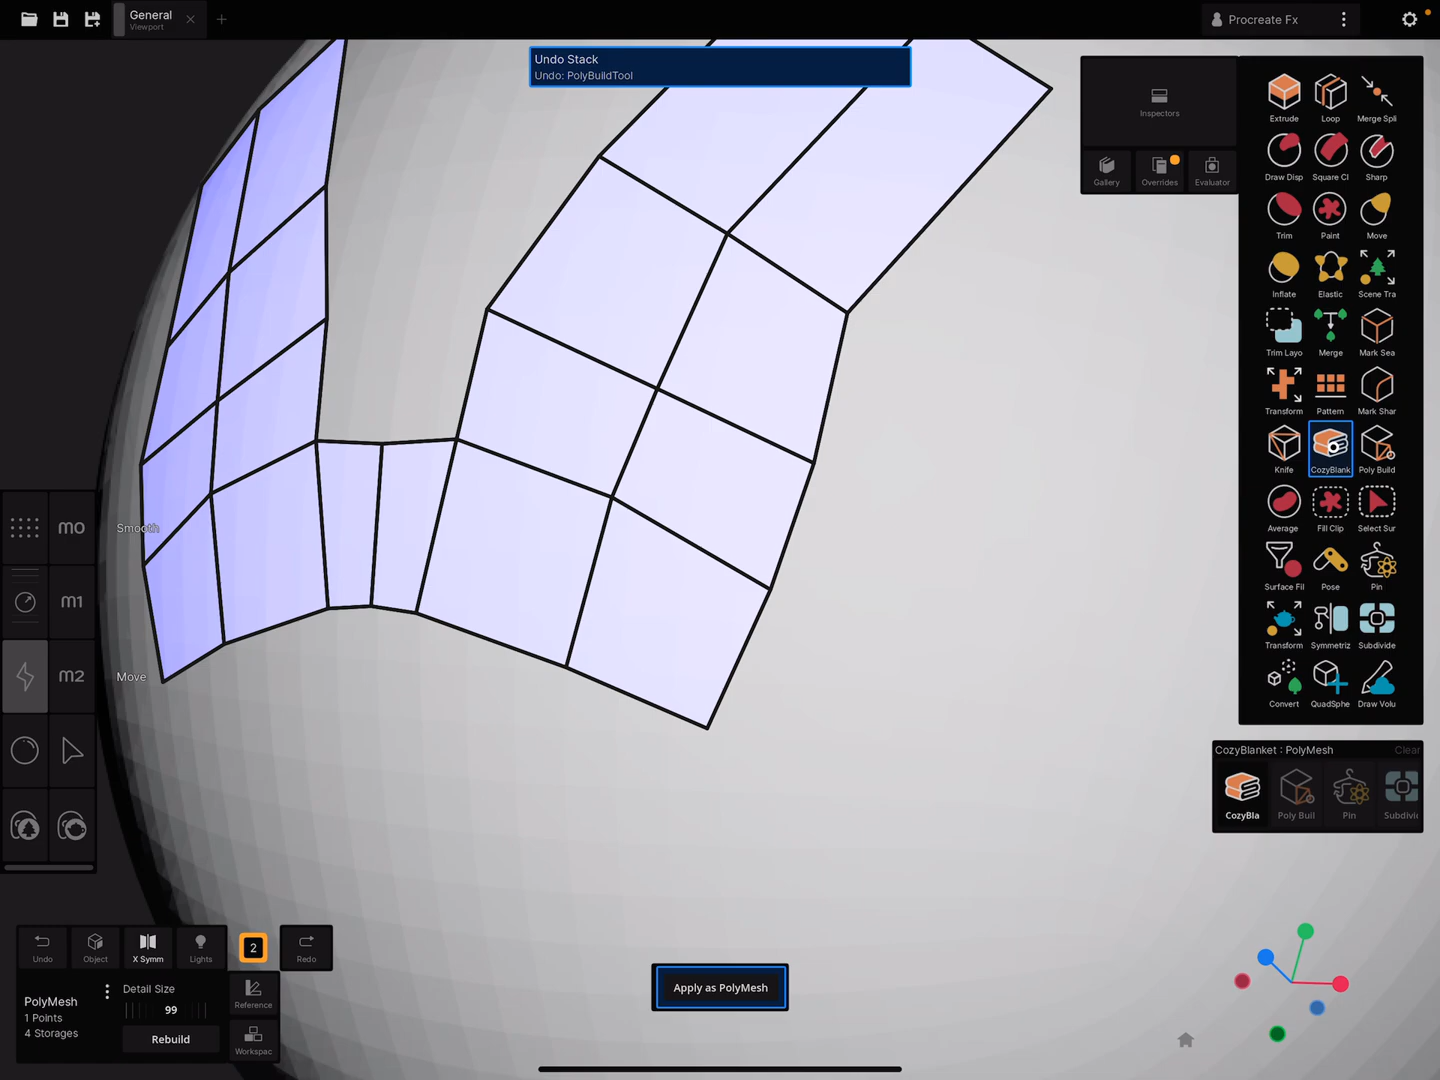 General
Viewport
Procreate Fx
Undo Stack
Undo: PolyBuildTool
Inspectors
Gallery
Overrides
Evaluator
Extrude
Loop
Merge Spli
Draw Disp
Square Cl
Sharp
Trim
Paint
Move
Inflate
Elastic
Scene Tra
Trim Layo
Merge
Mark Sea
Transform
Pattern
Mark Shar
Knife
CozyBlank
Poly Build
Average
Fill Clip
Select Sur
Surface Fil
Pose
Pin
Transform
Symmetriz
Subdivide
Convert
QuadSphe
Draw Volu
m0
Smooth
m1
m2
Move
CozyBlanket : PolyMesh
Clear
CozyBla
Poly Buil
Pin
Subdivi
Undo
Object
X Symm
Lights
2
Redo
PolyMesh
1 Points
4 Storages
Detail Size
99
Rebuild
Reference
Workspac
Apply as PolyMesh